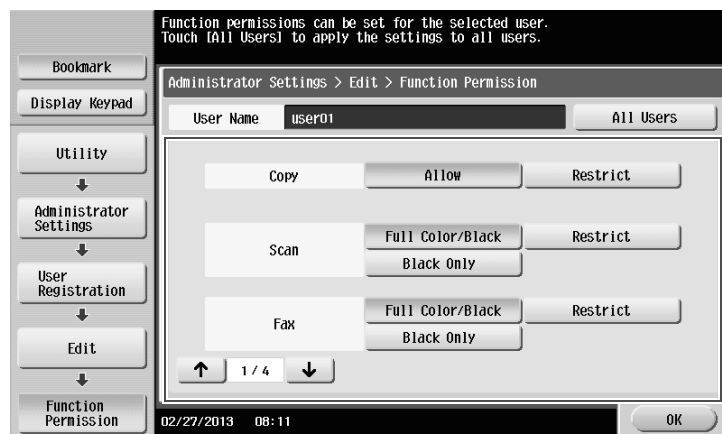 Function permissions can be set for the selected user.
Touch [All Users] to apply the settings to all users.
Bookmark
Display Keypad
Utility
Administrator
Settings
User
Registration
Edit
Function
Permission
Administrator Settings > Edit > Function Permission
User Name user01 All Users
Copy Allow Restrict
Scan Full Color/Black Restrict
Black Only
Fax Full Color/Black Restrict
Black Only
↑ 1/4 ↓
02/27/2013 08:11 OK